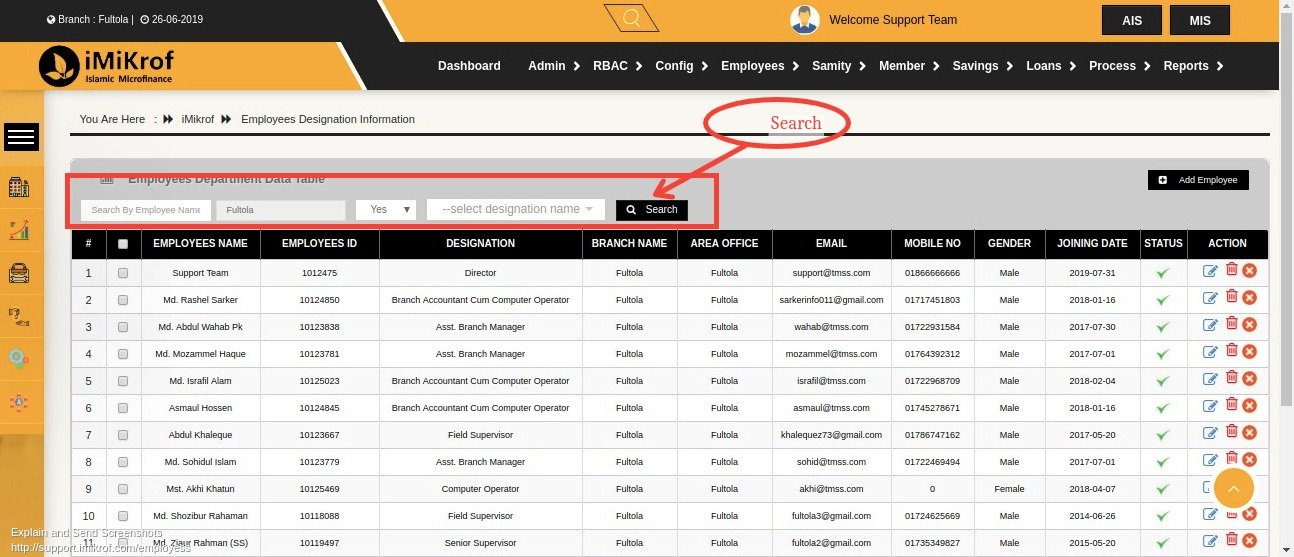 Branch : Fultola | 26-06-2019
Welcome Support Team
AIS MIS
iMiKrof
Islamic Microfinance
Dashboard Admin RBAC Config Employees Samity Member Savings Loans Process Reports
You Are Here : iMikrof Employees Designation Information
Search
Employees Department Data Table
Add Employee
Search By Employee Name Fultola Yes --select designation name Search
# EMPLOYEES NAME EMPLOYEES ID DESIGNATION BRANCH NAME AREA OFFICE EMAIL MOBILE NO GENDER JOINING DATE STATUS ACTION
1 Support Team 1012475 Director Fultola Fultola support@tmss.com 01866666666 Male 2019-07-31
2 Md. Rashel Sarker 10124850 Branch Accountant Cum Computer Operator Fultola Fultola sarkerinfo011@gmail.com 01717451803 Male 2018-01-16
3 Md. Abdul Wahab Pk 10123838 Asst. Branch Manager Fultola Fultola wahab@tmss.com 01722931584 Male 2017-07-30
4 Md. Mozammel Haque 10123781 Asst. Branch Manager Fultola Fultola mozammel@tmss.com 01764392312 Male 2017-07-01
5 Md. Israfil Alam 10125023 Branch Accountant Cum Computer Operator Fultola Fultola israfil@tmss.com 01722968709 Male 2018-02-04
6 Asmaul Hossen 10124845 Branch Accountant Cum Computer Operator Fultola Fultola asmaul@tmss.com 01745278671 Male 2018-01-16
7 Abdul Khaleque 10123667 Field Supervisor Fultola Fultola khalequez73@gmail.com 01786747162 Male 2017-05-20
8 Md. Sohidul Islam 10123779 Asst. Branch Manager Fultola Fultola sohid@tmss.com 01722469494 Male 2017-07-01
9 Mst. Akhi Khatun 10125469 Computer Operator Fultola Fultola akhi@tmss.com 0 Female 2018-04-07
10 Md. Shozibur Rahaman 10118088 Field Supervisor Fultola Fultola fultola3@gmail.com 01724625669 Male 2014-06-26
11 Md. Ziaur Rahman (SS) 10119497 Senior Supervisor Fultola Fultola fultola2@gmail.com 01735349827 Male 2015-05-20
Explain and Send Screenshots
http://support.imikrof.com/employess